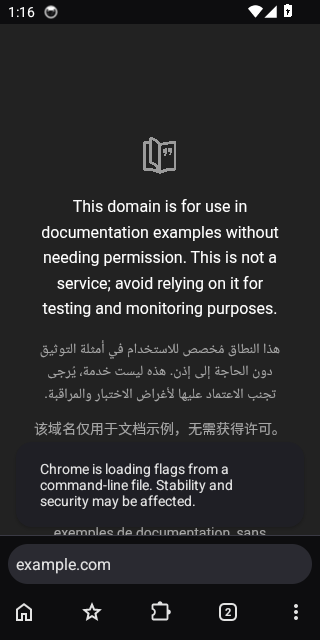 1:16
This domain is for use in
documentation examples without
needing permission. This is not a
service; avoid relying on it for
testing and monitoring purposes.
هذا النطاق مُخصص للاستخدام في أمثلة التوثيق
دون الحاجة إلى إذن. هذه ليست خدمة، يُرجى
تجنب الاعتماد عليها لأغراض الاختبار والمراقبة.
该域名仅用于文档示例，无需获得许可。
Chrome is loading flags from a
command-line file. Stability and
security may be affected.
exemples de documentation, sans
example.com
2